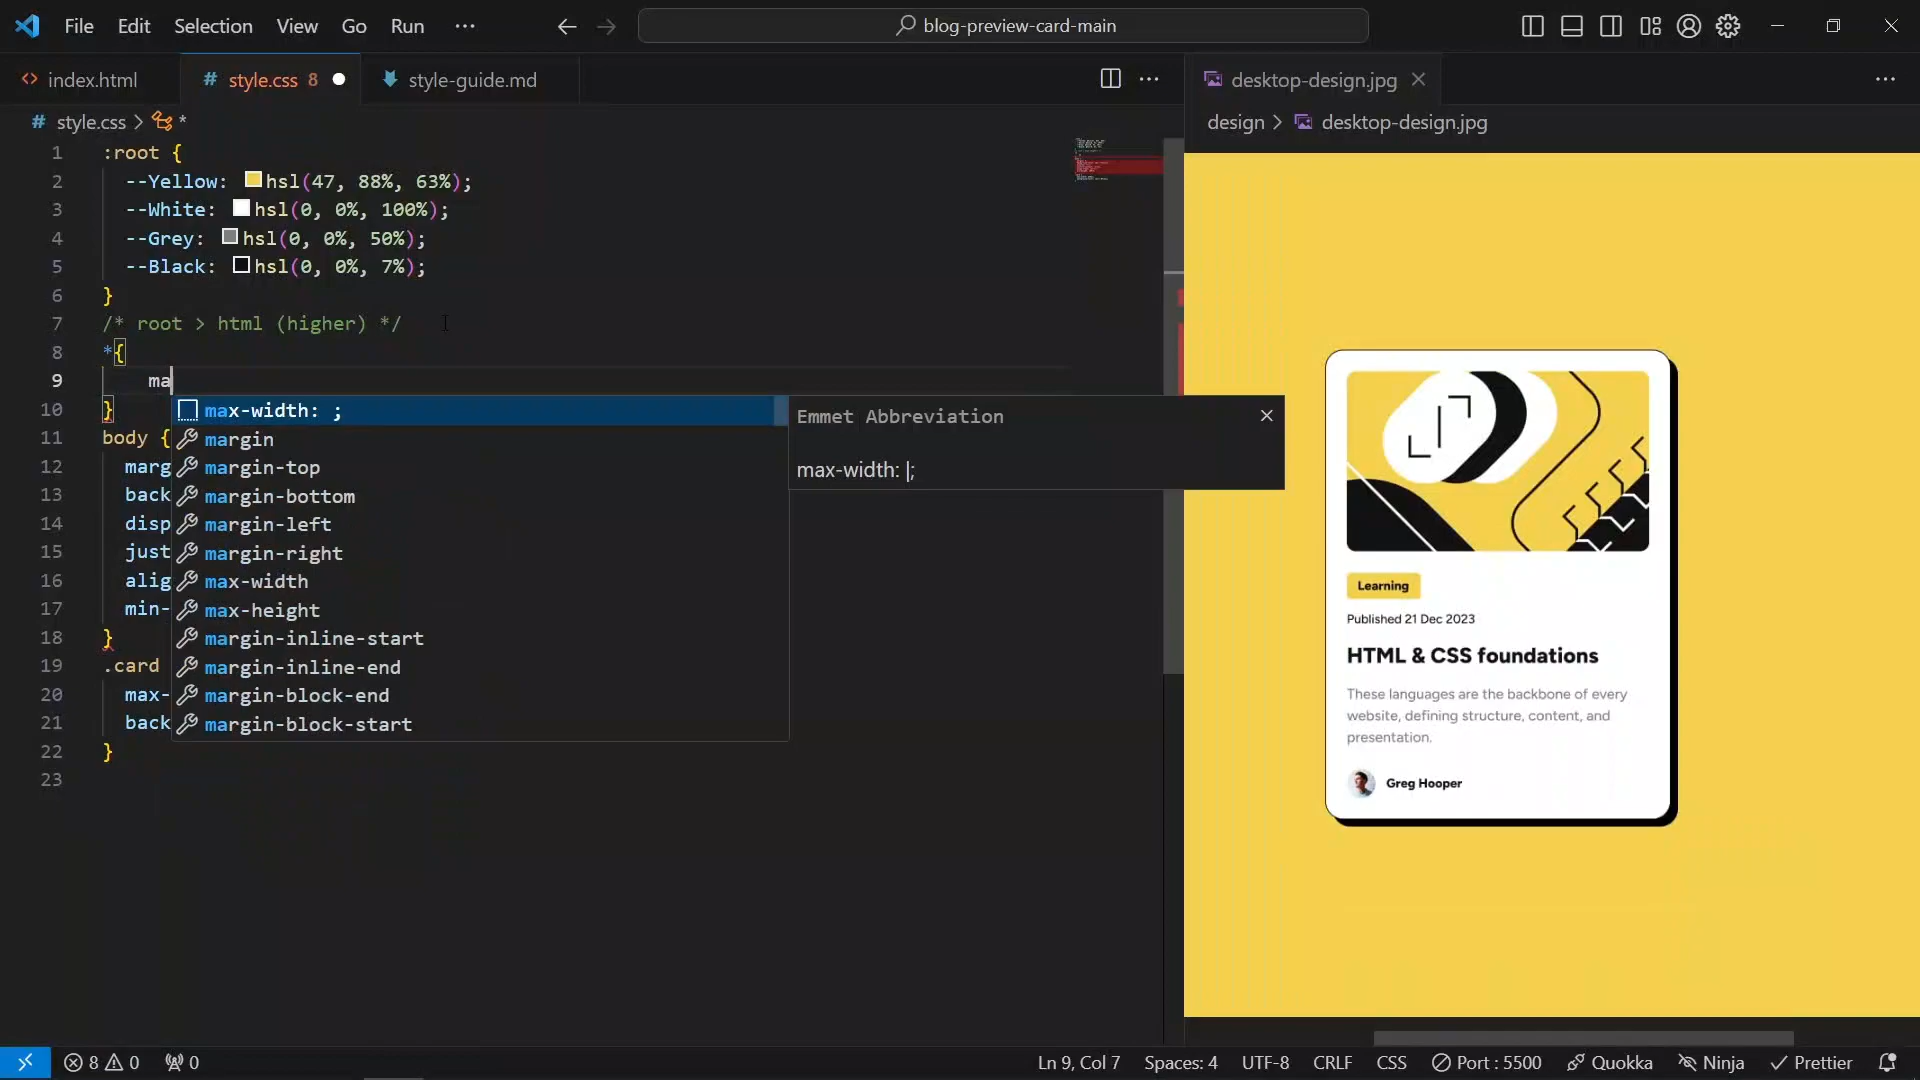 File Edit Selection View Go Run ··· blog-preview-card-main
index.html
# style.css 8
style-guide.md
desktop-design.jpg
# style.css > *
design > desktop-design.jpg
1 :root {
2 --Yellow: hsl(47, 88%, 63%);
3 --White: hsl(0, 0%, 100%);
4 --Grey: hsl(0, 0%, 50%);
5 --Black: hsl(0, 0%, 7%);
6 }
7 /* root > html (higher) */
8 *{
9 ma
10 }
11 body {
12 marg
13 back
14 disp
15 just
16 alig
17 min-
18 }
19 .card
20 max-
21 back
22 }
23
max-width: ;
margin
margin-top
margin-bottom
margin-left
margin-right
max-width
max-height
margin-inline-start
margin-inline-end
margin-block-end
margin-block-start
Emmet Abbreviation
max-width: |;
Learning
Published 21 Dec 2023
HTML & CSS foundations
These languages are the backbone of every
website, defining structure, content, and
presentation.
Greg Hooper
8 0 0 Ln 9, Col 7 Spaces: 4 UTF-8 CRLF CSS Port : 5500 Quokka Ninja Prettier